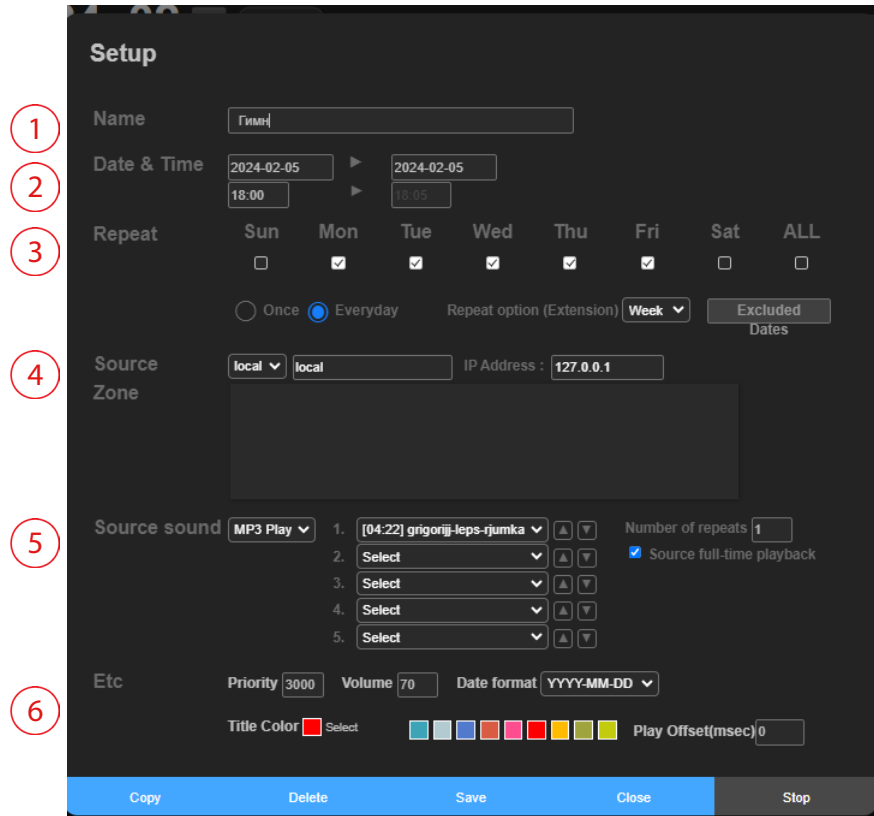 Setup
1 Name Гимн
2 Date & Time 2024-02-05 ▶ 2024-02-05
18:00 ▶ 18:05
3 Repeat Sun Mon Tue Wed Thu Fri Sat ALL
Once Everyday Repeat option (Extension) Week Excluded Dates
4 Source local local IP Address : 127.0.0.1
Zone
5 Source sound MP3 Play 1. [04:22] grigorij-leps-rjumka Number of repeats 1
2. Select Source full-time playback
3. Select
4. Select
5. Select
6 Etc Priority 3000 Volume 70 Date format YYYY-MM-DD
Title Color Select Play Offset(msec) 0
Copy Delete Save Close Stop